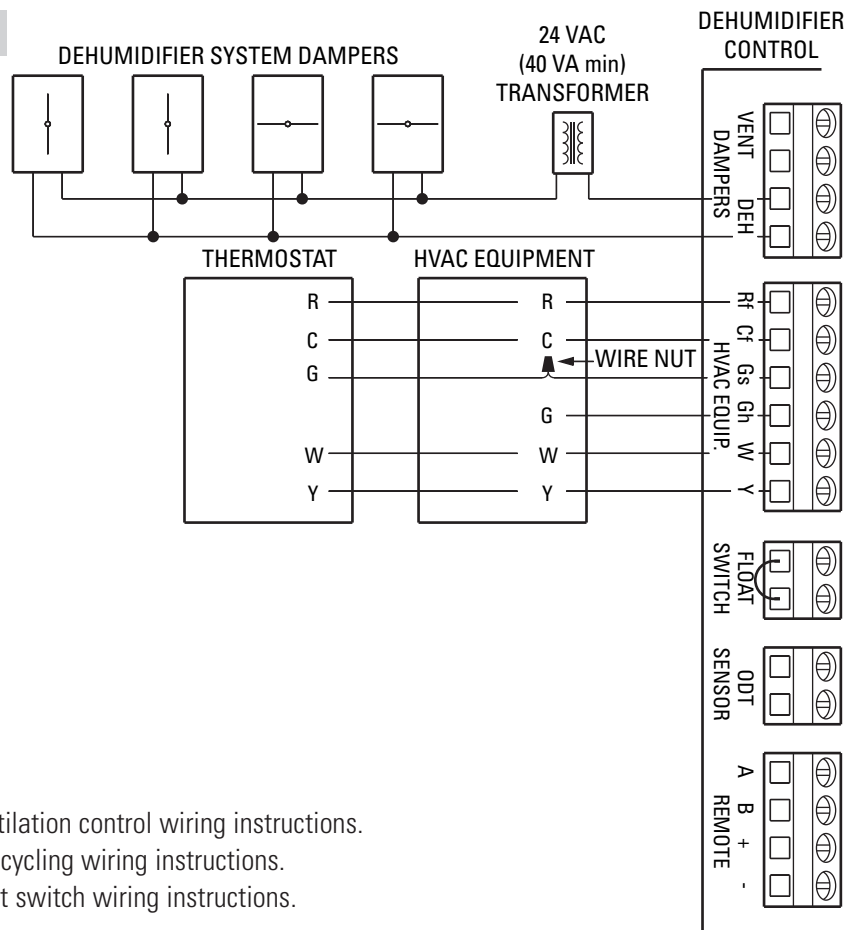 DEHUMIDIFIER
CONTROL
24 VAC
(40 VA min)
TRANSFORMER
DEHUMIDIFIER SYSTEM DAMPERS
VENT
DEH
DAMPERS
THERMOSTAT
HVAC EQUIPMENT
R
R
Rf
C
C
Cf
WIRE NUT
G
Gs
G
Gh
W
W
W
Y
Y
Y
HVAC EQUIP.
FLOAT
SWITCH
ODT
SENSOR
A
B
+
-
REMOTE
tilation control wiring instructions.
cycling wiring instructions.
t switch wiring instructions.